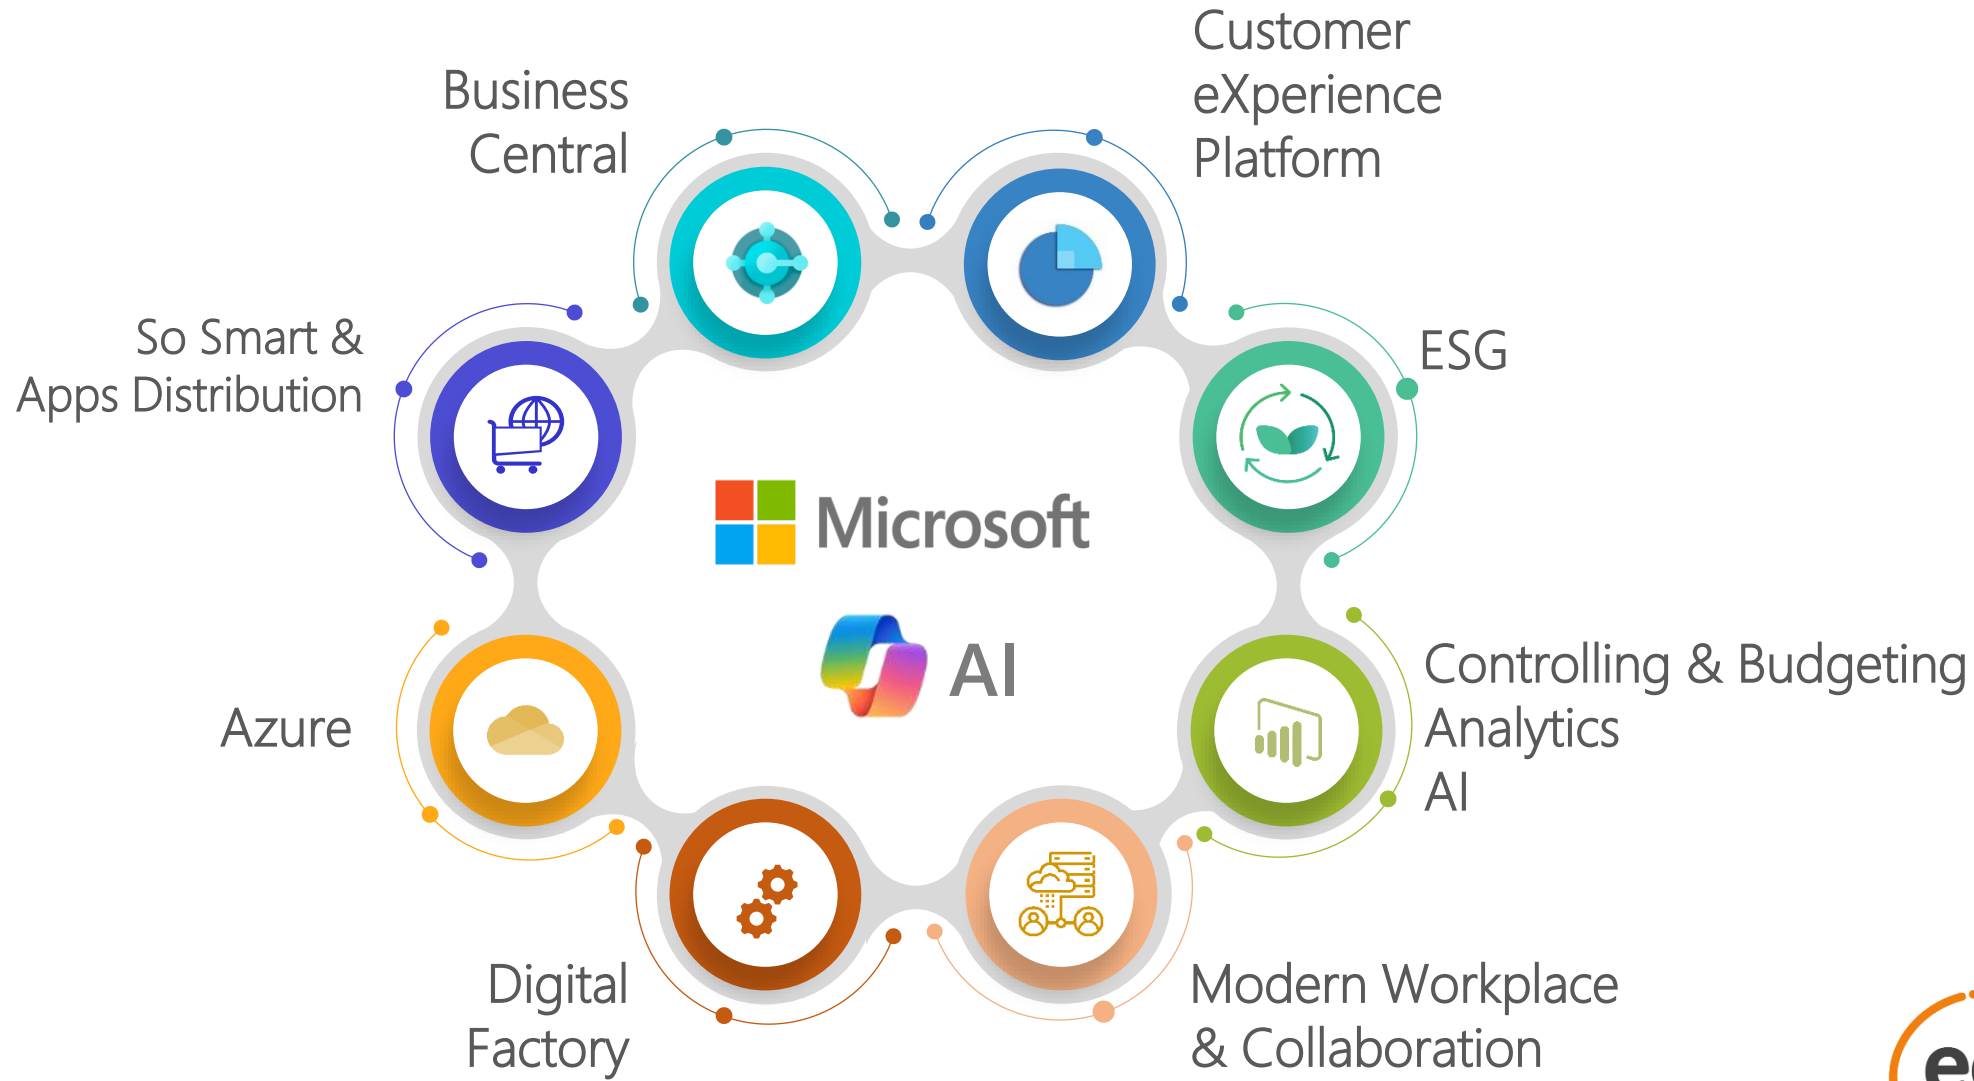 Customer
eXperience
Platform
Business
Central
So Smart &
Apps Distribution
ESG
Microsoft
AI
Controlling & Budgeting
Analytics
AI
Azure
Digital
Factory
Modern Workplace
& Collaboration